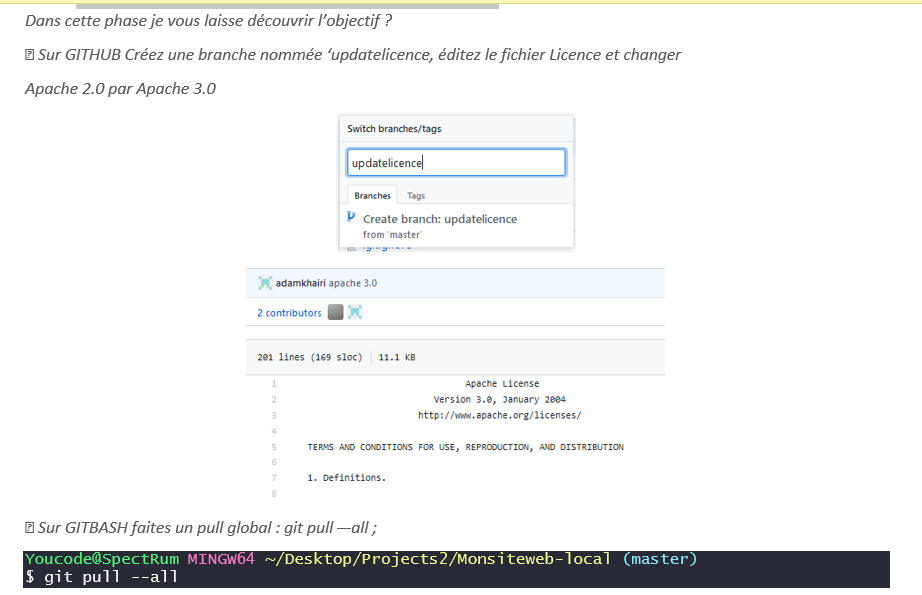 Dans cette phase je vous laisse découvrir l’objectif ?
Sur GITHUB Créez une branche nommée ‘updatelicence, éditez le fichier Licence et changer
Apache 2.0 par Apache 3.0
Switch branches/tags
updatelicence
Branches Tags
Create branch: updatelicence
from 'master'
adamkhairi apache 3.0
2 contributors
201 lines (169 sloc) 11.1 KB
1 Apache License
2 Version 3.0, January 2004
3 http://www.apache.org/licenses/
4
5 TERMS AND CONDITIONS FOR USE, REPRODUCTION, AND DISTRIBUTION
6
7 1. Definitions.
8
Sur GITBASH faites un pull global : git pull —-all ;
Youcode@SpectRum MINGW64 ~/Desktop/Projects2/Monsiteweb-local (master)
$ git pull --all